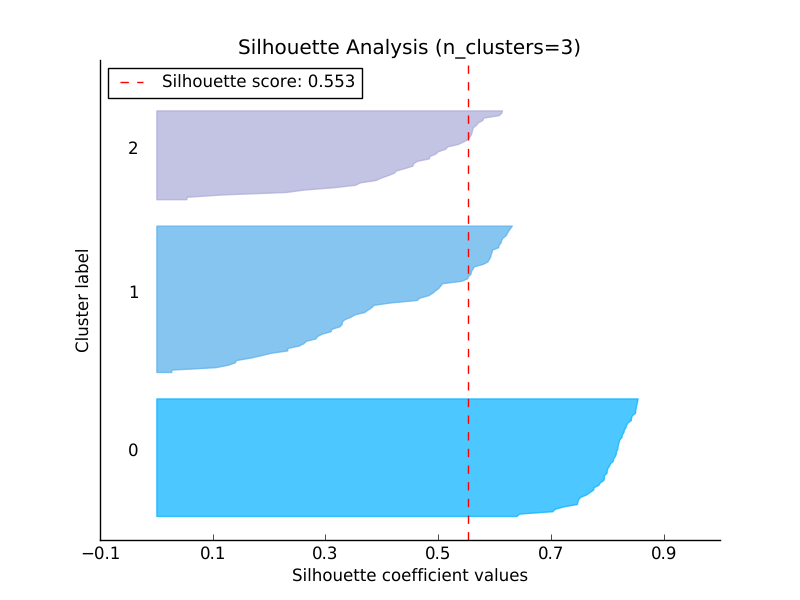 Silhouette Analysis (n_clusters=3)
Silhouette score: 0.553
2
1
0
Cluster label
−0.1 0.1 0.3 0.5 0.7 0.9
Silhouette coefficient values